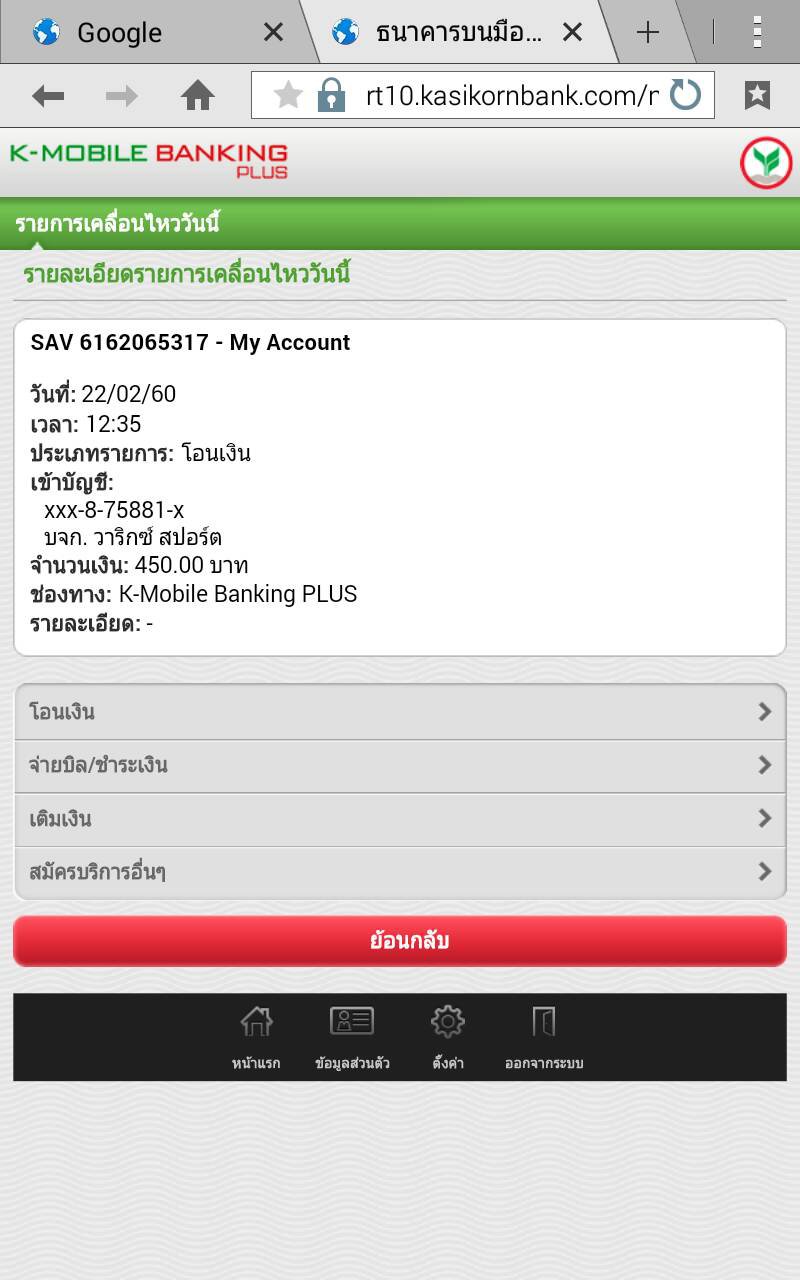 Google
ธนาคารบนมือ...
rt10.kasikornbank.com/r
K-MOBILE BANKING
PLUS
รายการเคลื่อนไหววันนี้
รายละเอียดรายการเคลื่อนไหววันนี้
SAV 6162065317 - My Account
วันที่: 22/02/60
เวลา: 12:35
ประเภทรายการ: โอนเงิน
เข้าบัญชี:
xxx-8-75881-x
บจก. วาริกซ์ สปอร์ต
จำนวนเงิน: 450.00 บาท
ช่องทาง: K-Mobile Banking PLUS
รายละเอียด: -
โอนเงิน
จ่ายบิล/ชำระเงิน
เติมเงิน
สมัครบริการอื่นๆ
ย้อนกลับ
หน้าแรก ข้อมูลส่วนตัว ตั้งค่า ออกจากระบบ